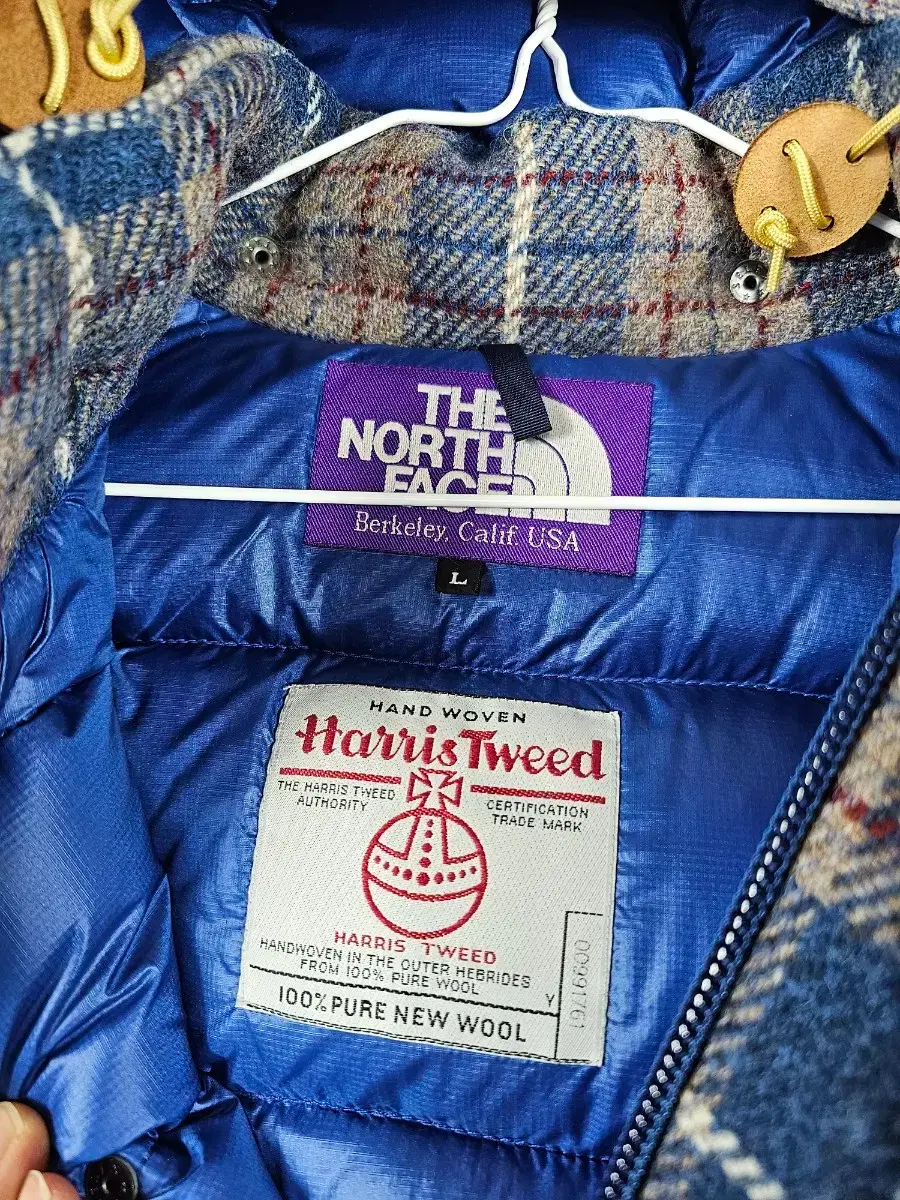 THE
NORTH
FACE
Berkeley, Calif USA
L
HAND WOVEN
Harris Tweed
THE HARRIS TWEED
AUTHORITY
CERTIFICATION
TRADE MARK
HARRIS TWEED
HANDWOVEN IN THE OUTER HEBRIDES
FROM 100% PURE WOOL
Y
100% PURE NEW WOOL
00991761